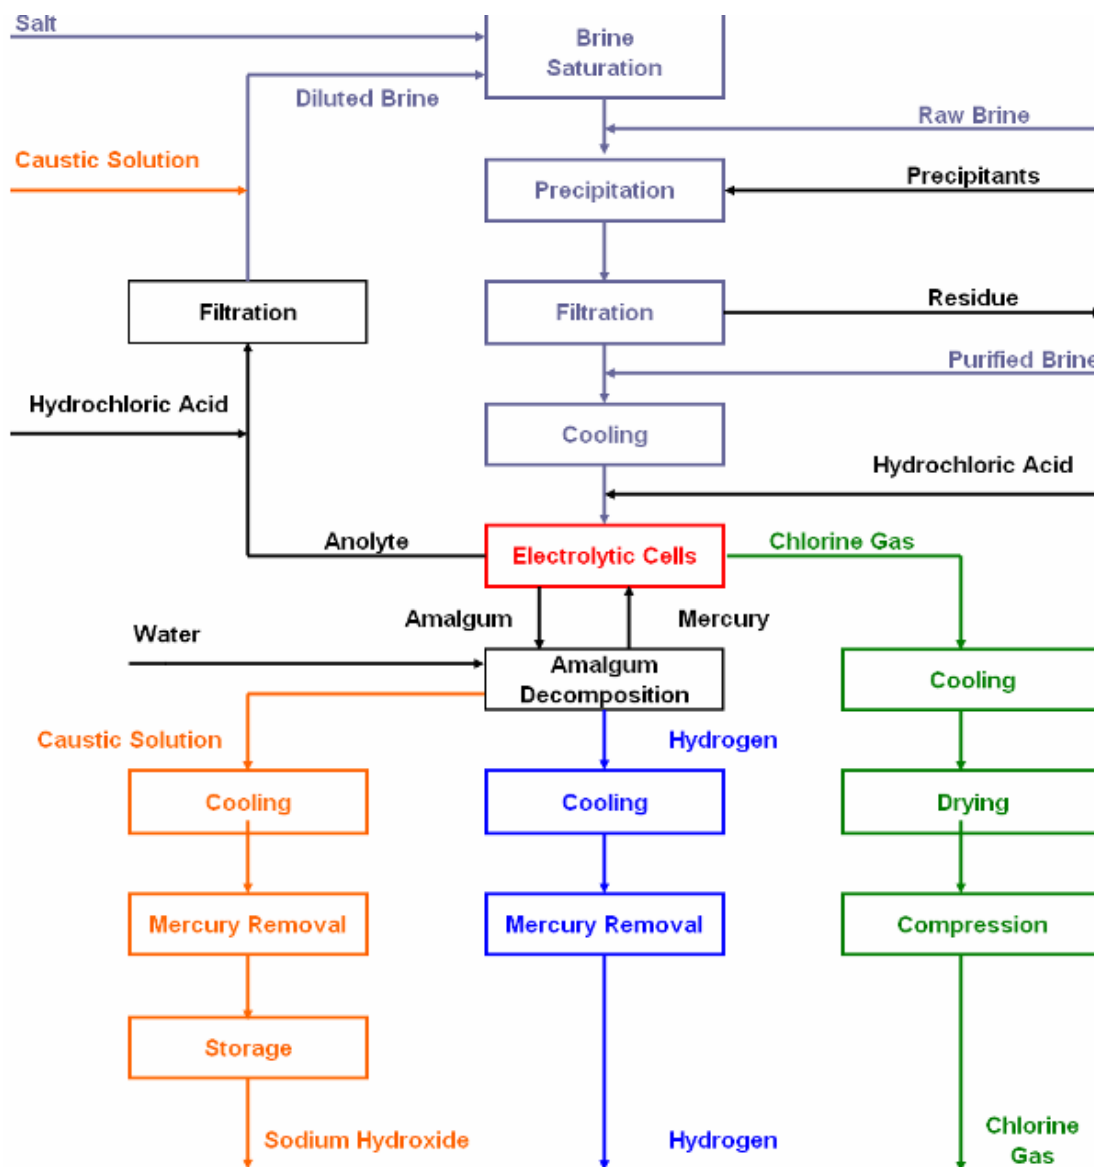 Salt
Brine
Saturation
Diluted Brine
Raw Brine
Caustic Solution
Precipitation
Precipitants
Filtration
Filtration
Residue
Purified Brine
Hydrochloric Acid
Cooling
Hydrochloric Acid
Anolyte
Electrolytic Cells
Chlorine Gas
Amalgum
Mercury
Water
Amalgum
Decomposition
Cooling
Caustic Solution
Hydrogen
Cooling
Cooling
Drying
Mercury Removal
Mercury Removal
Compression
Storage
Sodium Hydroxide
Hydrogen
Chlorine
Gas